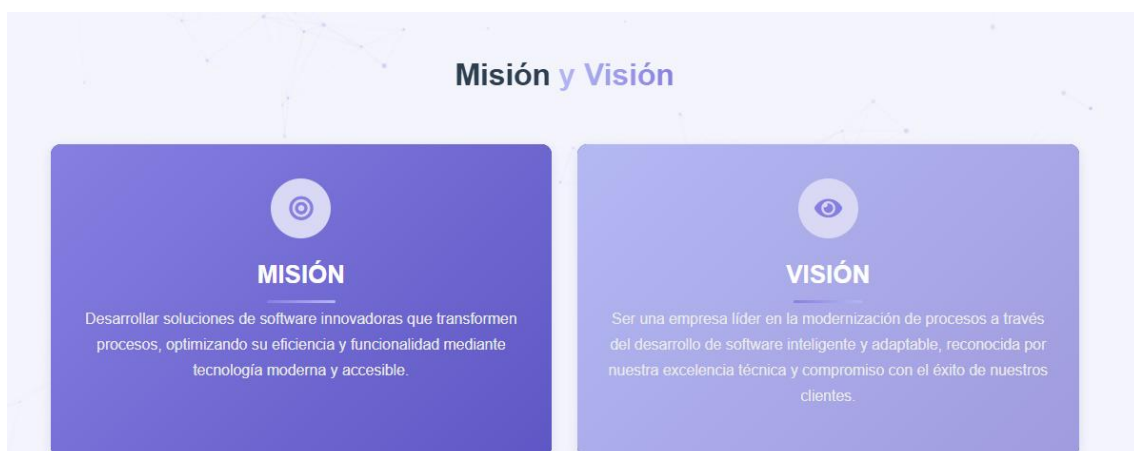 Misión y Visión
MISIÓN
Desarrollar soluciones de software innovadoras que transformen
procesos, optimizando su eficiencia y funcionalidad mediante
tecnología moderna y accesible.
VISIÓN
Ser una empresa líder en la modernización de procesos a través
del desarrollo de software inteligente y adaptable, reconocida por
nuestra excelencia técnica y compromiso con el éxito de nuestros
clientes.